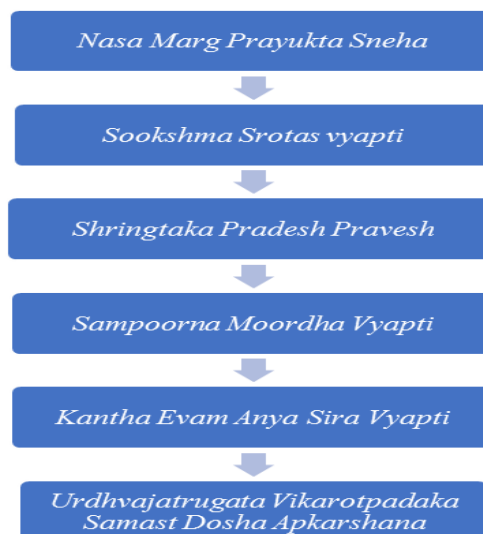 Nasa Marg Prayukta Sneha
Sookshma Srotas vyapti
Shringtaka Pradesh Pravesh
Sampoorna Moordha Vyapti
Kantha Evam Anya Sira Vyapti
Urdhvajatrugata Vikarotpadaka
Samast Dosha Apkarshana